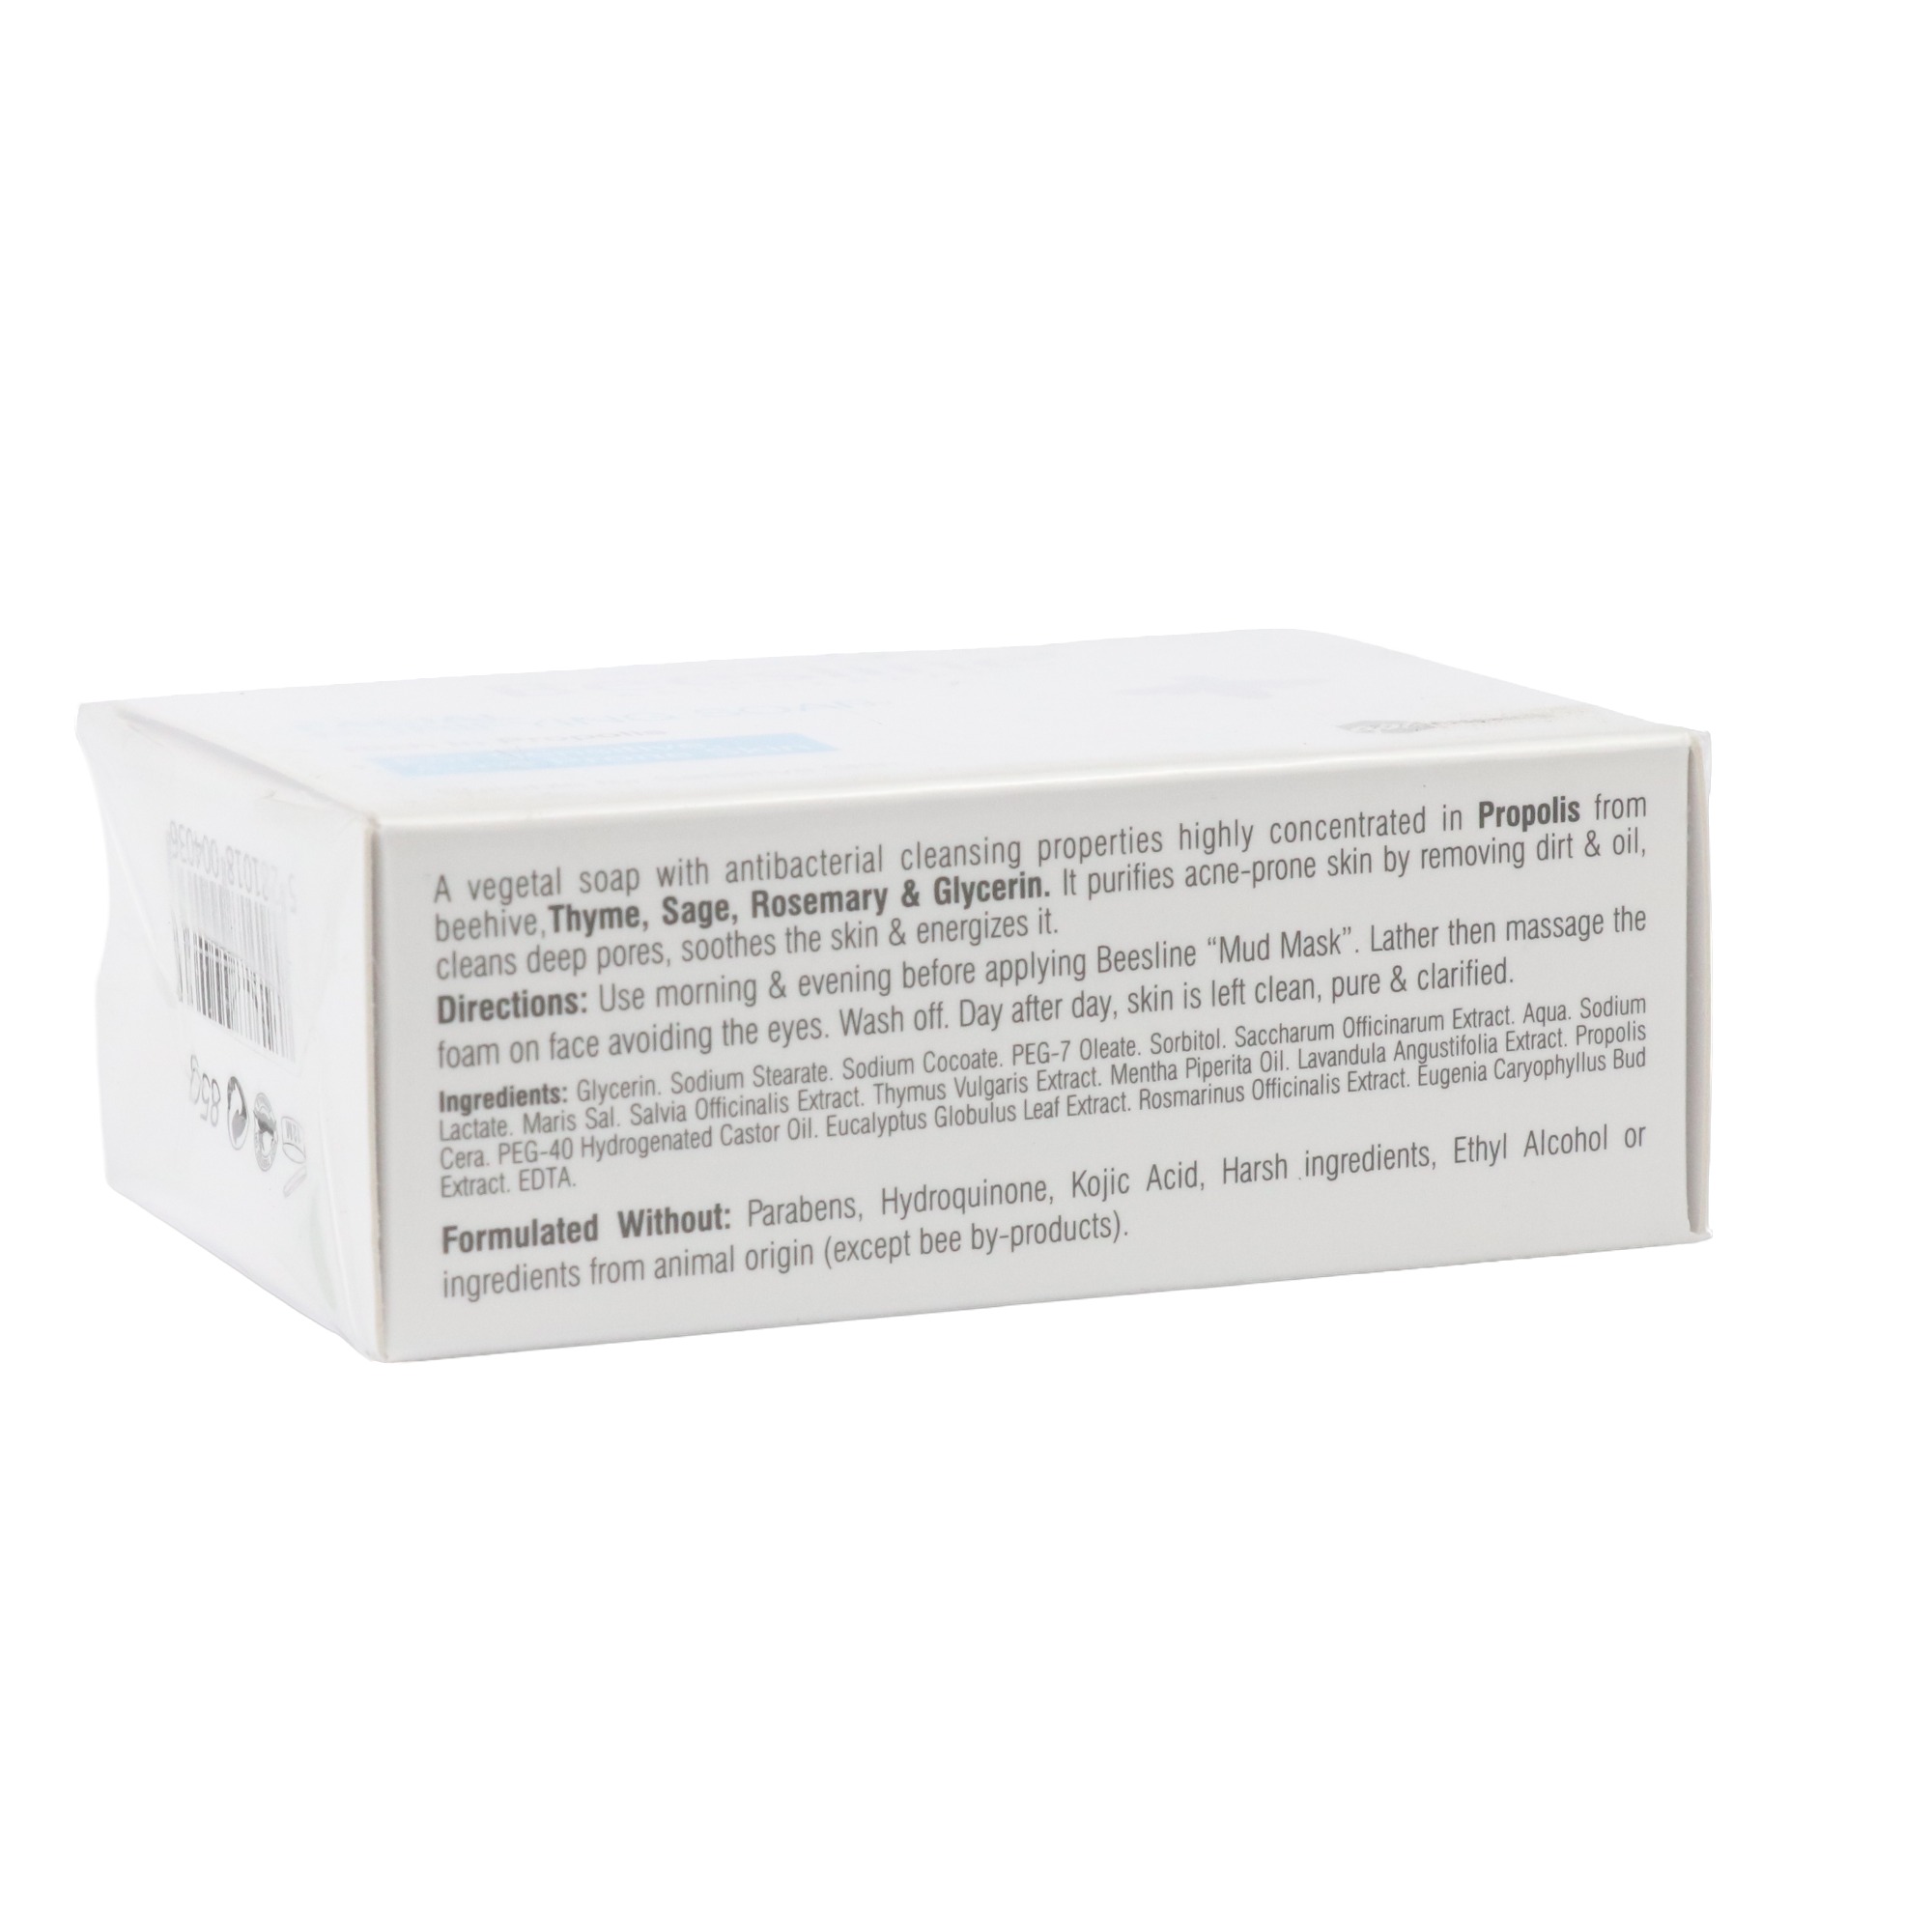 Propolis
A vegetal soap with antibacterial cleansing properties highly concentrated in Propolis from
beehive, Thyme, Sage, Rosemary & Glycerin. It purifies acne-prone skin by removing dirt & oil,
cleans deep pores, soothes the skin & energizes it.
Directions: Use morning & evening before applying Beesline “Mud Mask”. Lather then massage the
foam on face avoiding the eyes. Wash off. Day after day, skin is left clean, pure & clarified.
Ingredients: Glycerin. Sodium Stearate. Sodium Cocoate. PEG-7 Oleate. Sorbitol. Saccharum Officinarum Extract. Aqua. Sodium
Lactate. Maris Sal. Salvia Officinalis Extract. Thymus Vulgaris Extract. Mentha Piperita Oil. Lavandula Angustifolia Extract. Propolis
Cera. PEG-40 Hydrogenated Castor Oil. Eucalyptus Globulus Leaf Extract. Rosmarinus Officinalis Extract. Eugenia Caryophyllus Bud
Extract. EDTA.
Formulated Without: Parabens, Hydroquinone, Kojic Acid, Harsh ingredients, Ethyl Alcohol or
ingredients from animal origin (except bee by-products).
85g